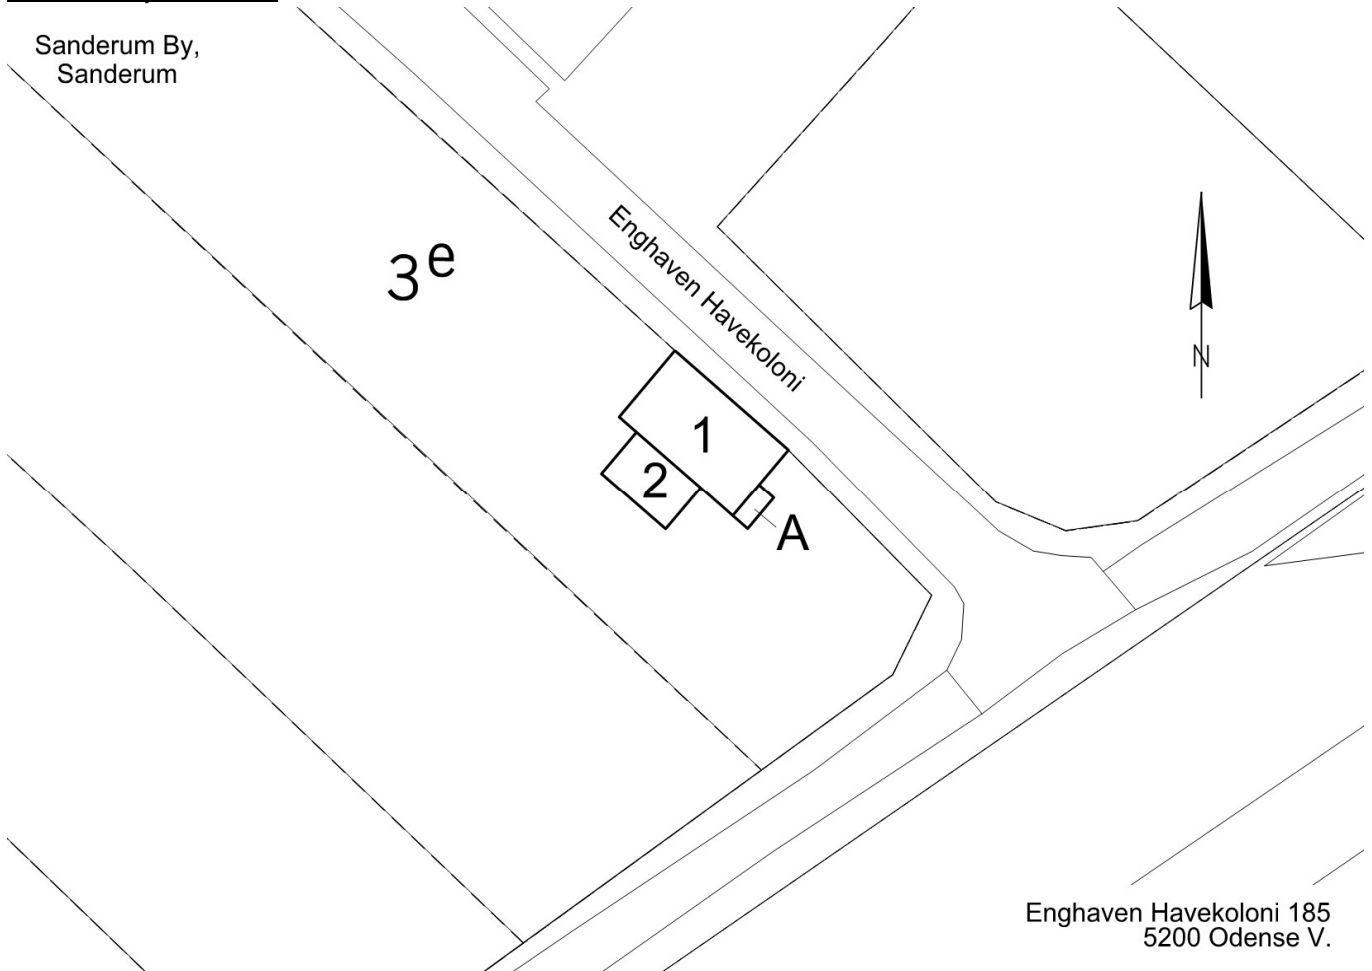 Sanderum By,
Sanderum
3e
Enghaven Havekoloni
N
1
2
A
Enghaven Havekoloni 185
5200 Odense V.